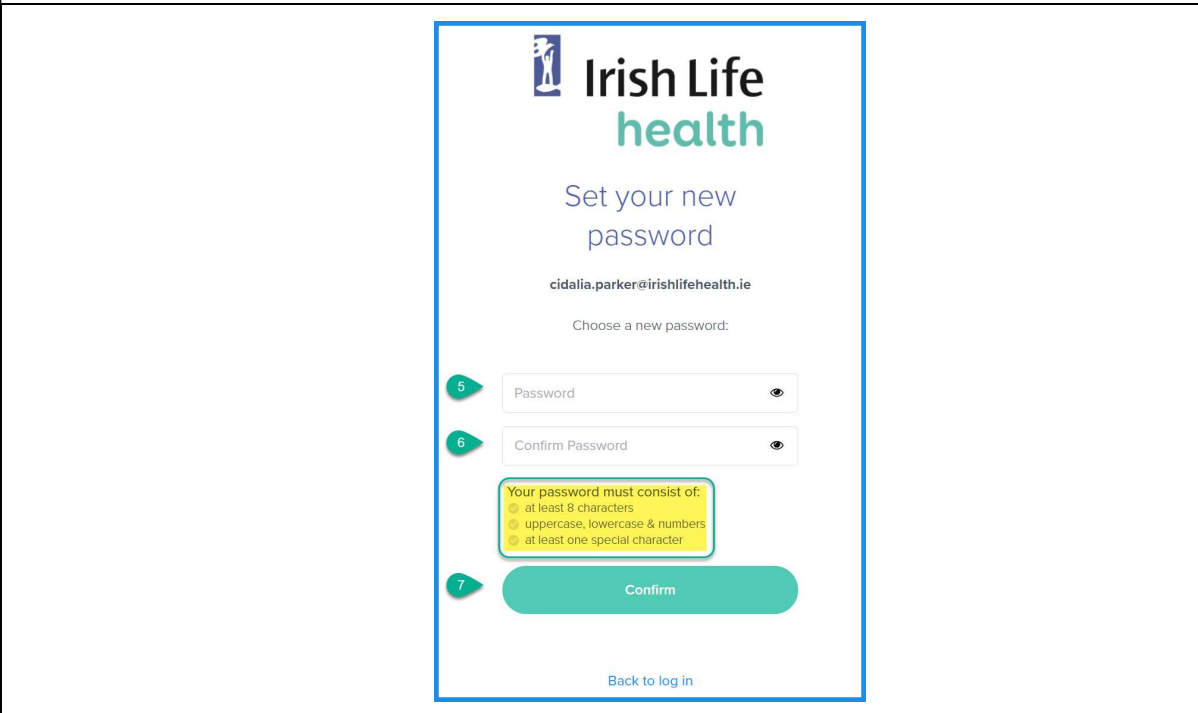 Irish Life
health
Set your new
password
cidalia.parker@irishlifehealth.ie
Choose a new password:
5
Password
6
Confirm Password
Your password must consist of:
at least 8 characters
uppercase, lowercase & numbers
at least one special character
7
Confirm
Back to log in